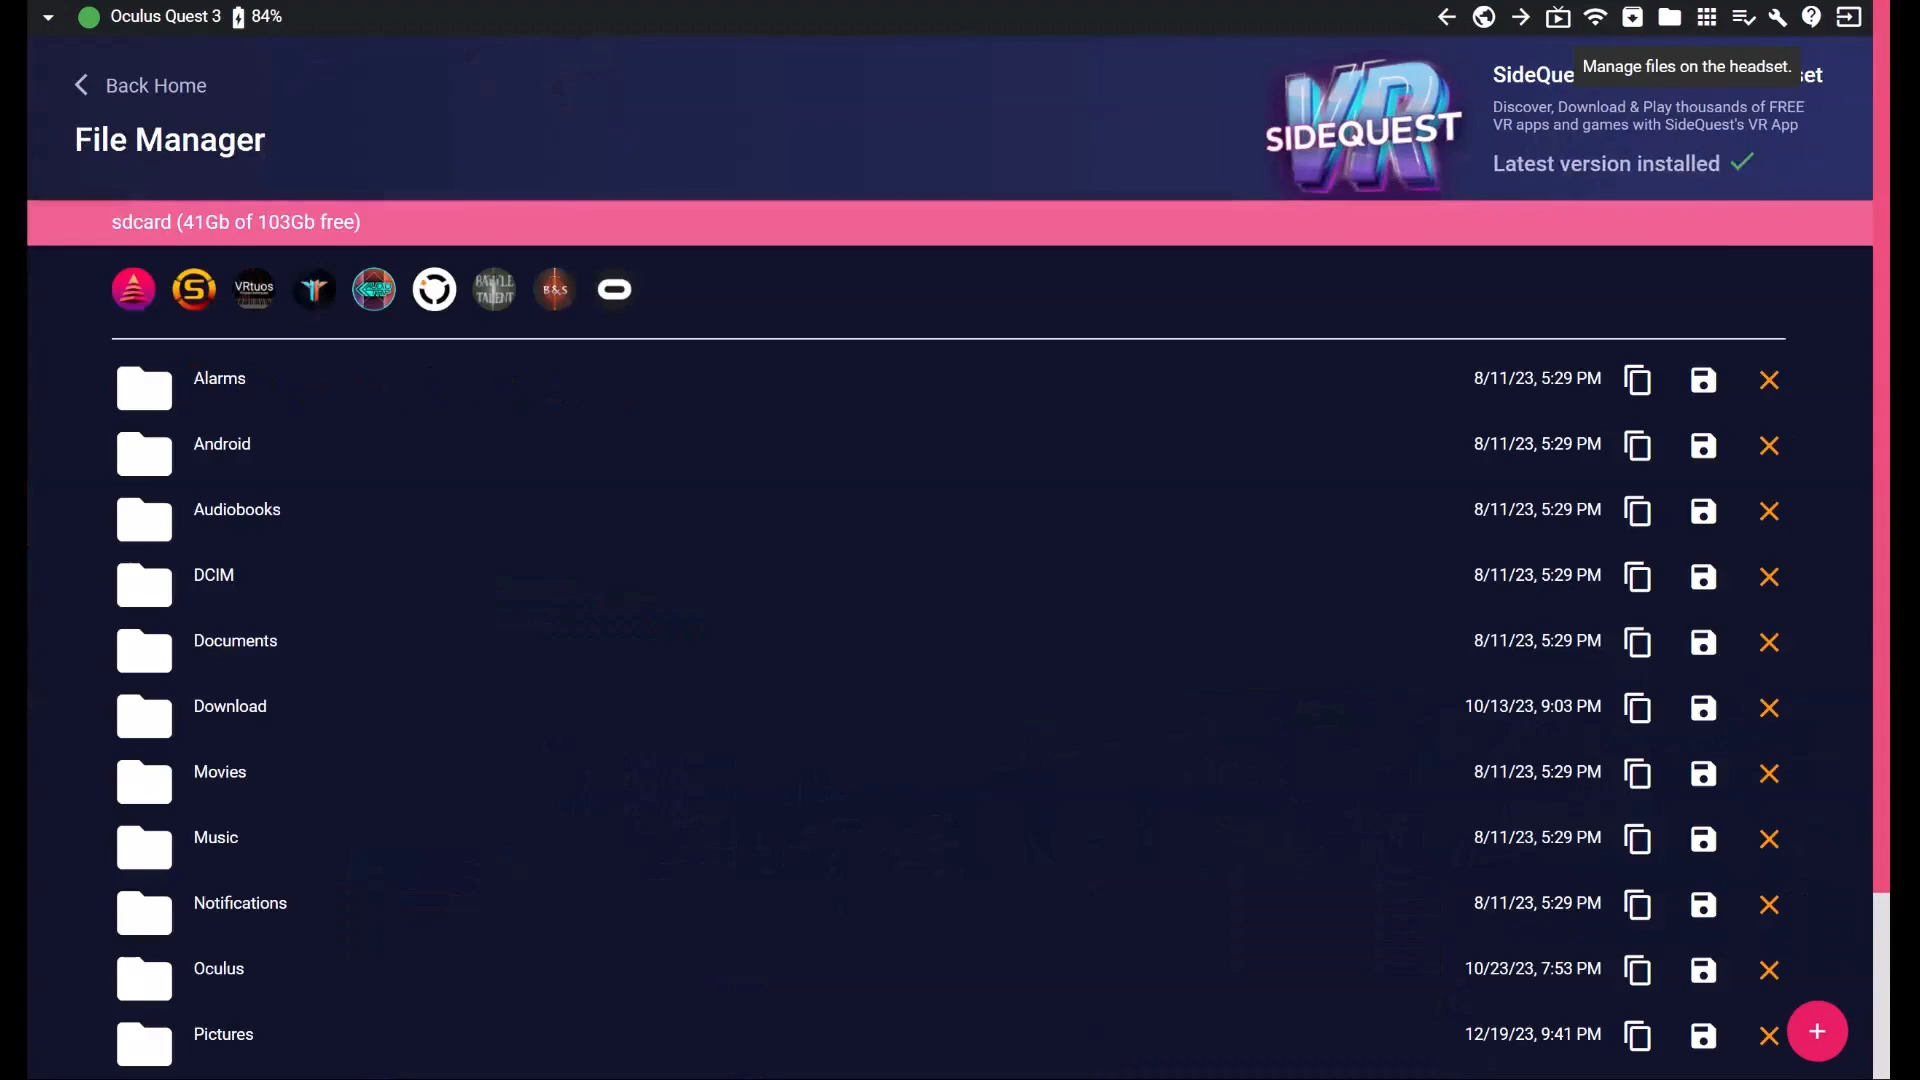 Oculus Quest 3 84%
Manage files on the headset.
Back Home
File Manager
VR
SIDEQUEST
SideQue et
Discover, Download & Play thousands of FREE
VR apps and games with SideQuest's VR App
Latest version installed
sdcard (41Gb of 103Gb free)
S
VRtuos
BATTLE
TALENT
B&S
Alarms 8/11/23, 5:29 PM
Android 8/11/23, 5:29 PM
Audiobooks 8/11/23, 5:29 PM
DCIM 8/11/23, 5:29 PM
Documents 8/11/23, 5:29 PM
Download 10/13/23, 9:03 PM
Movies 8/11/23, 5:29 PM
Music 8/11/23, 5:29 PM
Notifications 8/11/23, 5:29 PM
Oculus 10/23/23, 7:53 PM
Pictures 12/19/23, 9:41 PM